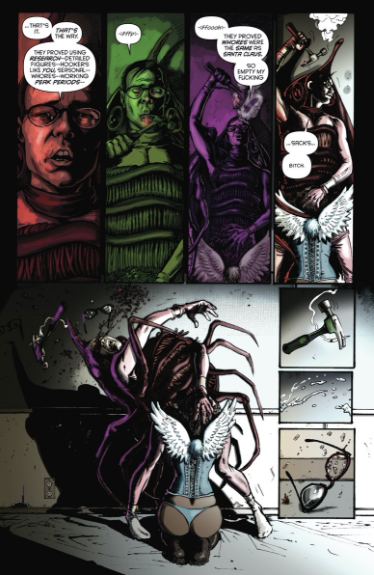 ...THAT'S
IT.
THAT'S
THE WAY.
THEY PROVED USING
RESEARCH--DETAILED
FIGURES--HOOKERS
LIKE YOU PERSONAL--
WHORES--WORKING
PEAK PERIODS--
<ffff>
<ffoooh>
THEY PROVED
WHORES WERE
THE SAME AS
SANTA CLAUS.
SO
EMPTY MY
FUCKING
...SACKS...
BITCH.